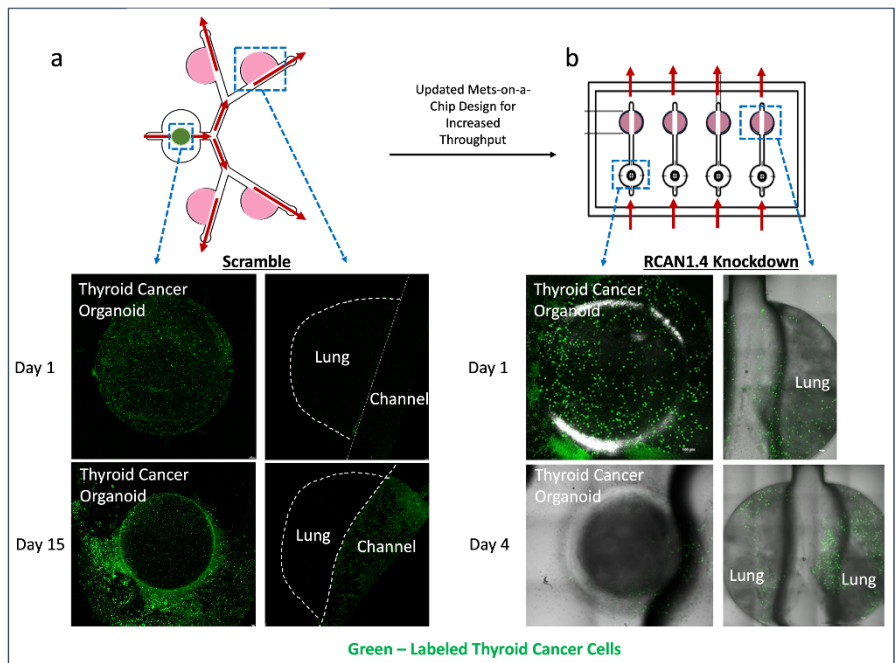 a
b
Updated Mets-on-a-
Chip Design for
Increased
Throughput
Scramble
RCAN1.4 Knockdown
Day 1
Thyroid Cancer
Organoid
Lung
Channel
Thyroid Cancer
Organoid
Day 1
Lung
Day 15
Thyroid Cancer
Organoid
Lung
Channel
Day 4
Thyroid Cancer
Organoid
Lung
Lung
Green – Labeled Thyroid Cancer Cells